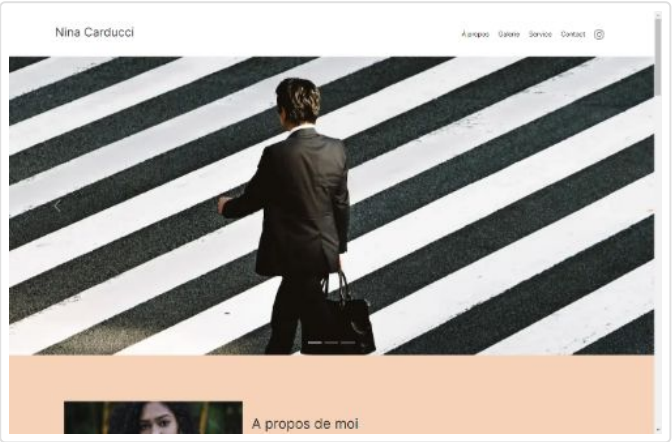 Nina Carducci
À propos Galerie Service Contact
A propos de moi